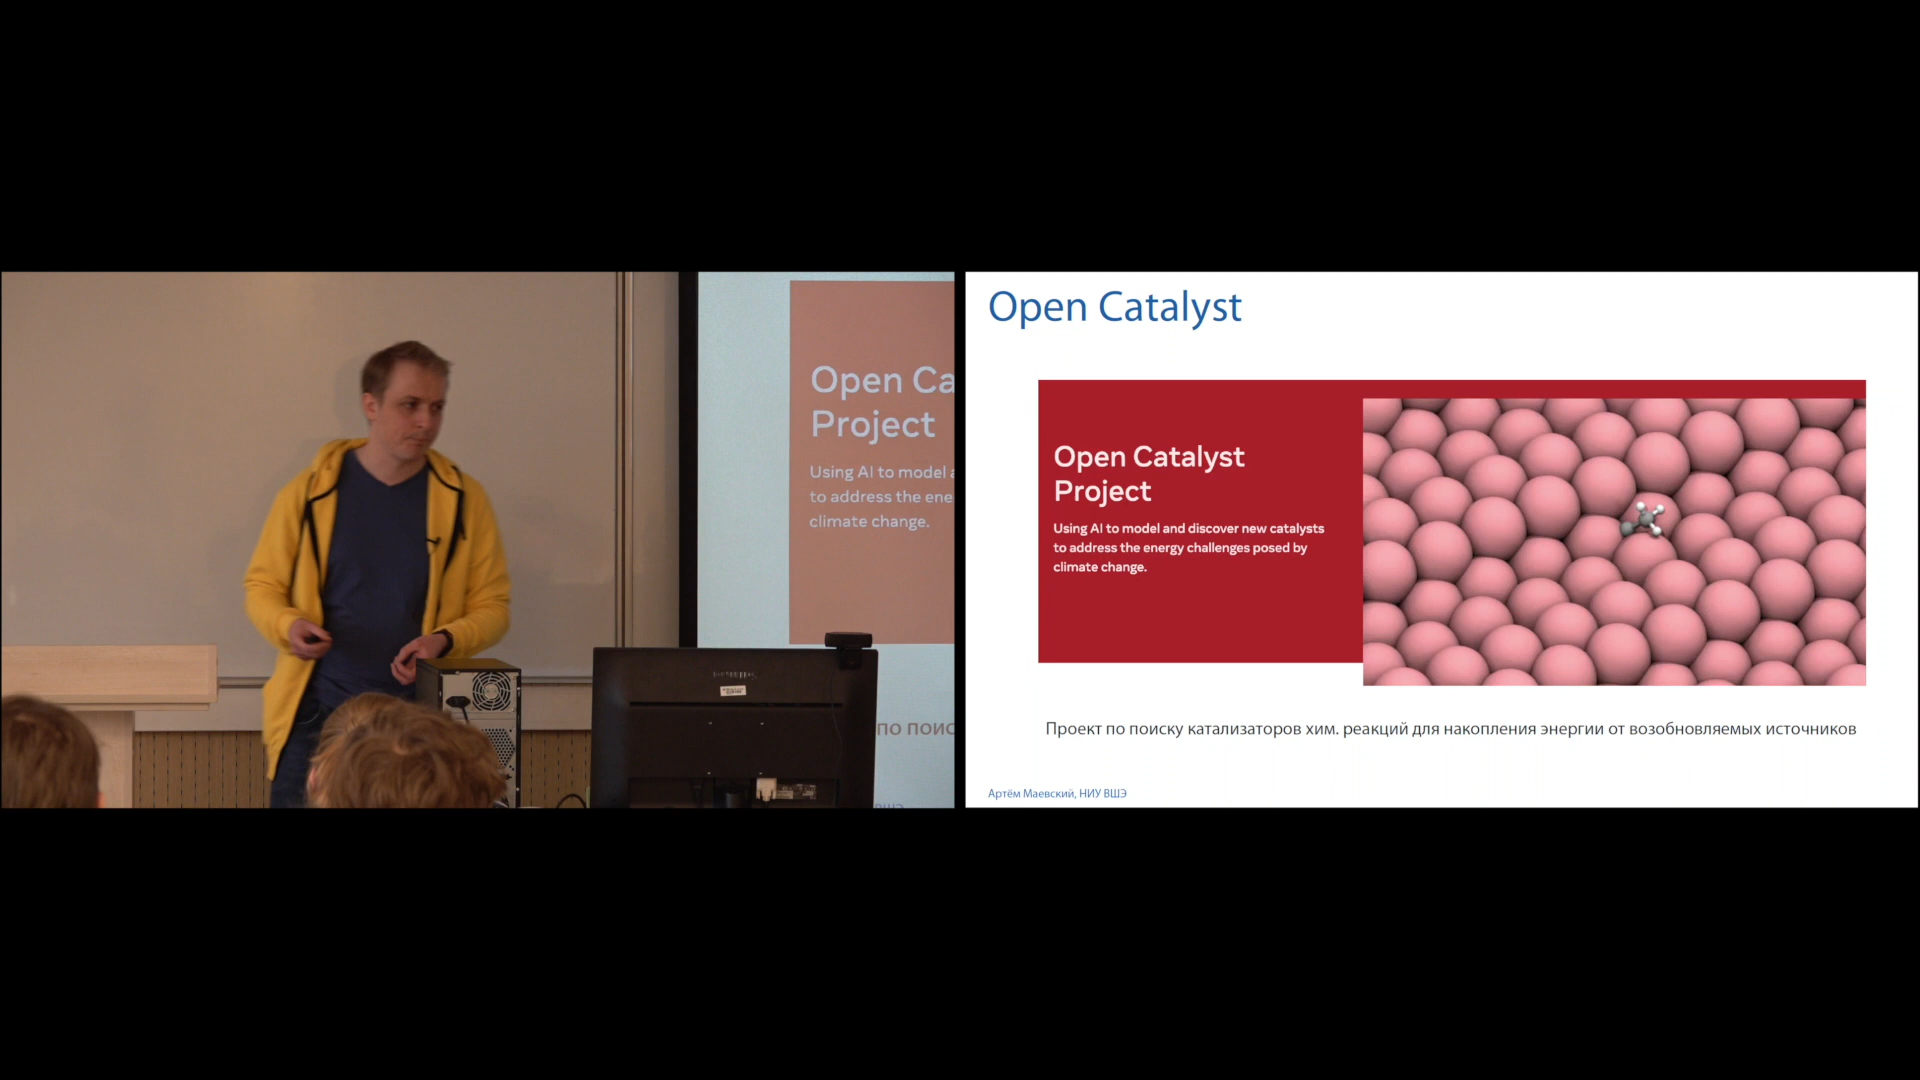 Open Ca
Project
Using AI to model
to address the ene
climate change.
по поис
ВШЭ
Open Catalyst
Open Catalyst
Project
Using AI to model and discover new catalysts
to address the energy challenges posed by
climate change.
Проект по поиску катализаторов хим. реакций для накопления энергии от возобновляемых источников
Артём Маевский, НИУ ВШЭ